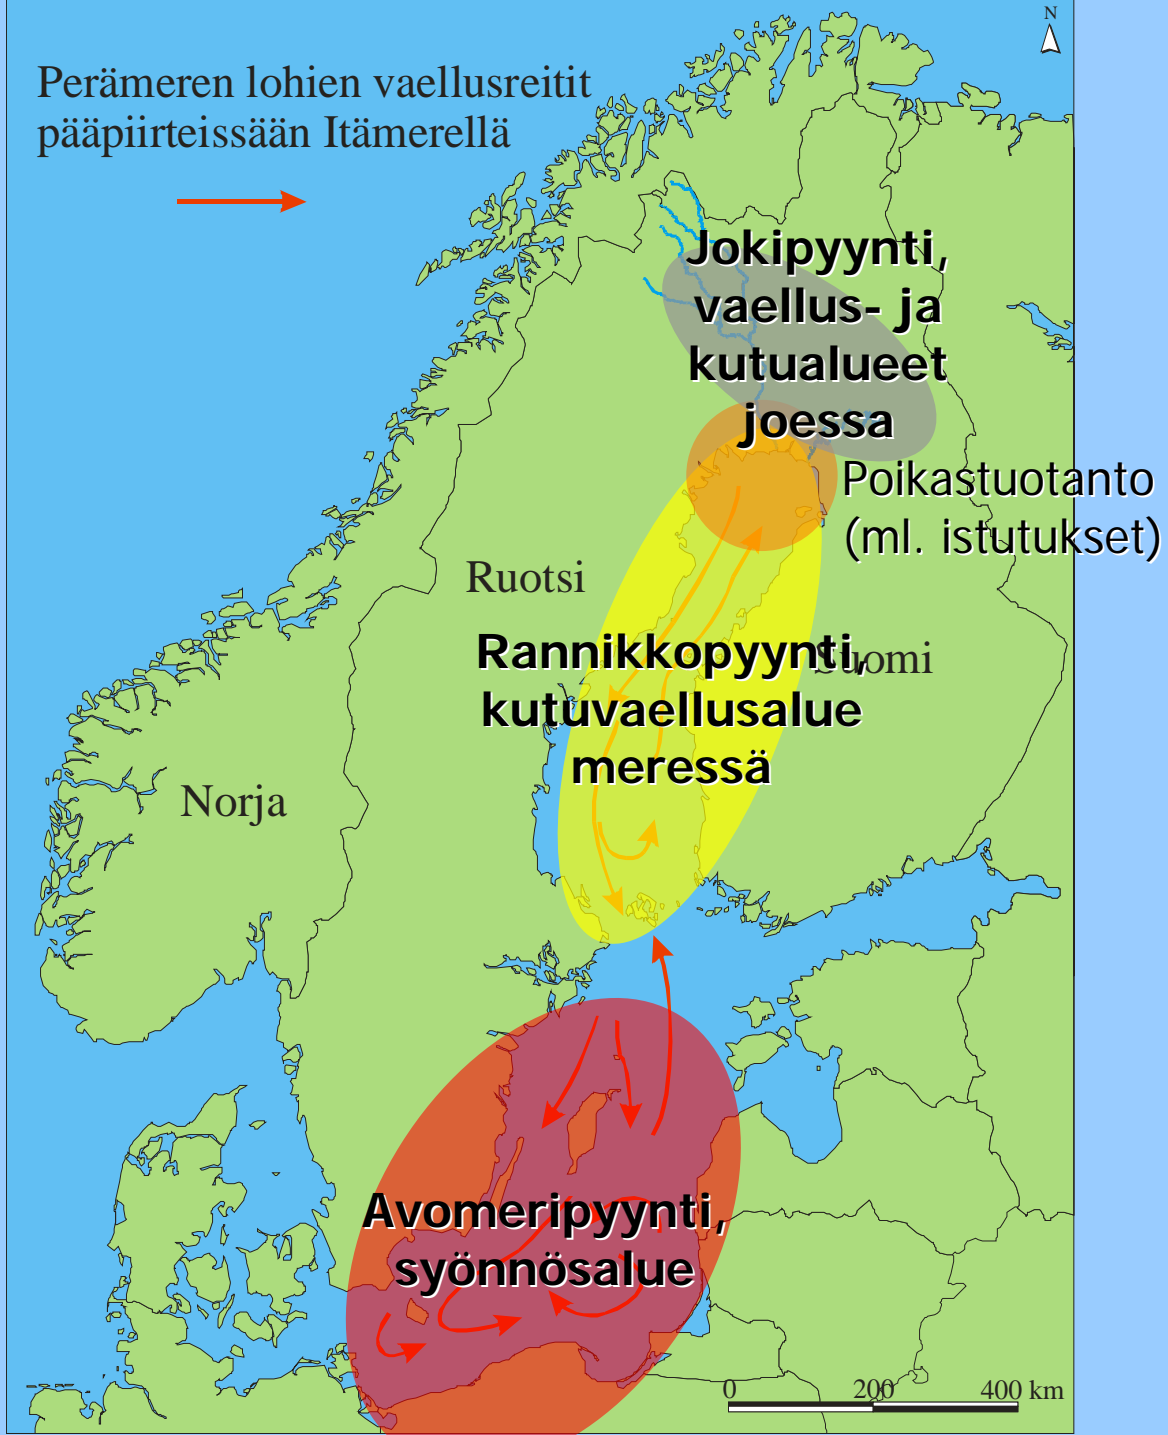 N
Perämeren lohien vaellusreitit
pääpiirteissään Itämerellä
Jokipyynti,
vaellus- ja
kutualueet
joessa
Poikastuotanto
(ml. istutukset)
Ruotsi
Suomi
Rannikkopyynti,
kutuvaellusalue
meressä
Norja
Avomeripyynti,
syönnösalue
0 200 400 km